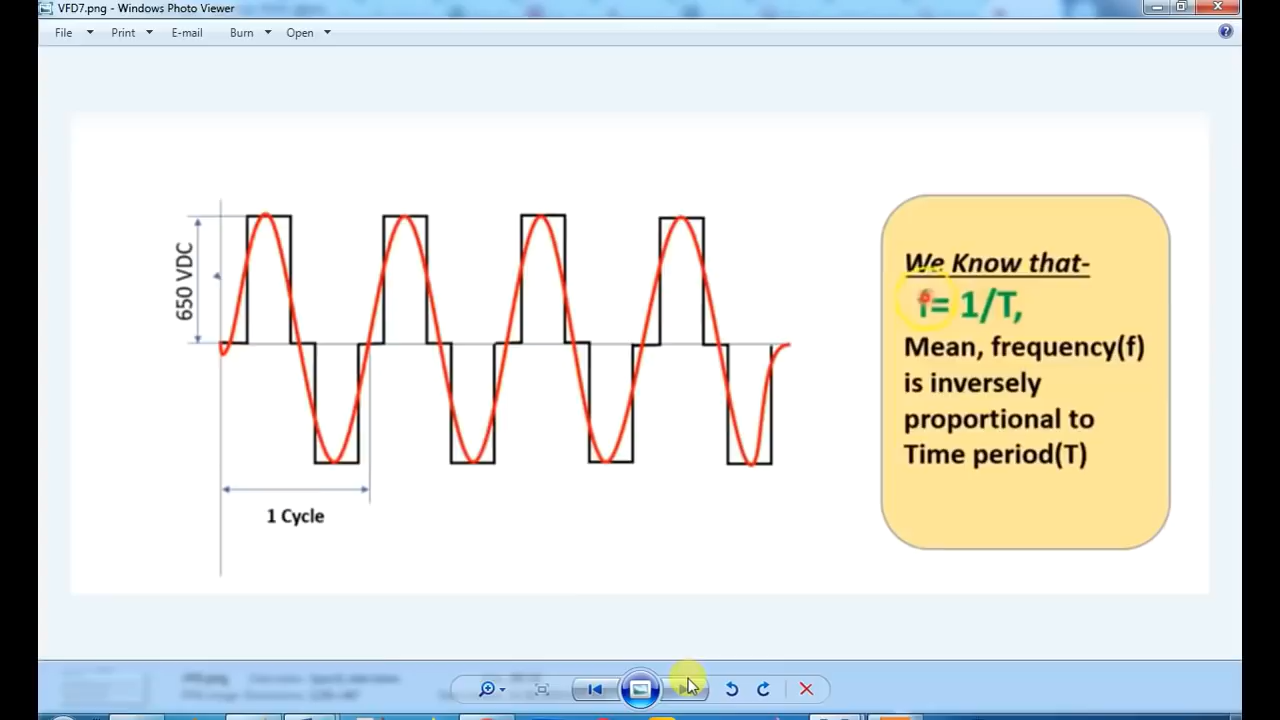 VFD7.png - Windows Photo Viewer
File Print E-mail Burn Open
650 VDC
1 Cycle
We Know that-
f= 1/T,
Mean, frequency(f)
is inversely
proportional to
Time period(T)